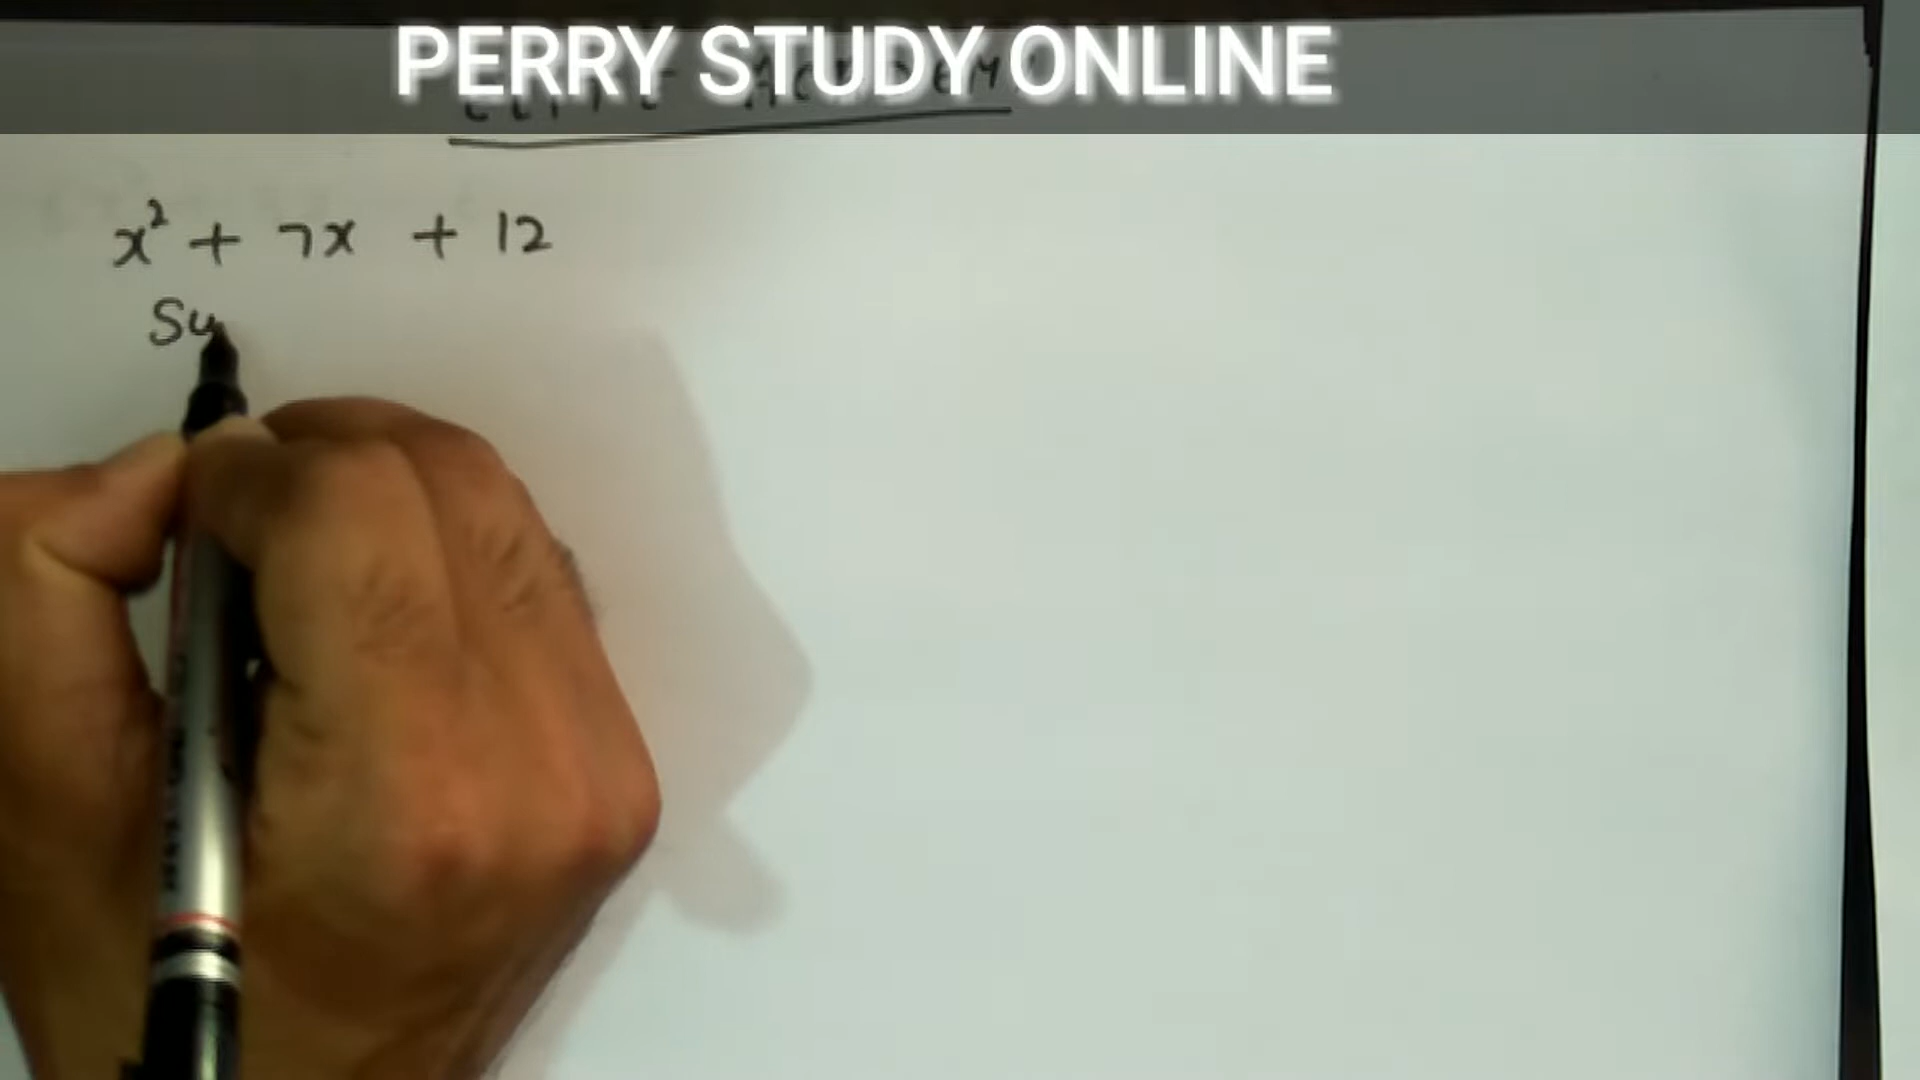 PERRY STUDY ONLINE
x² + 7x + 12
Su